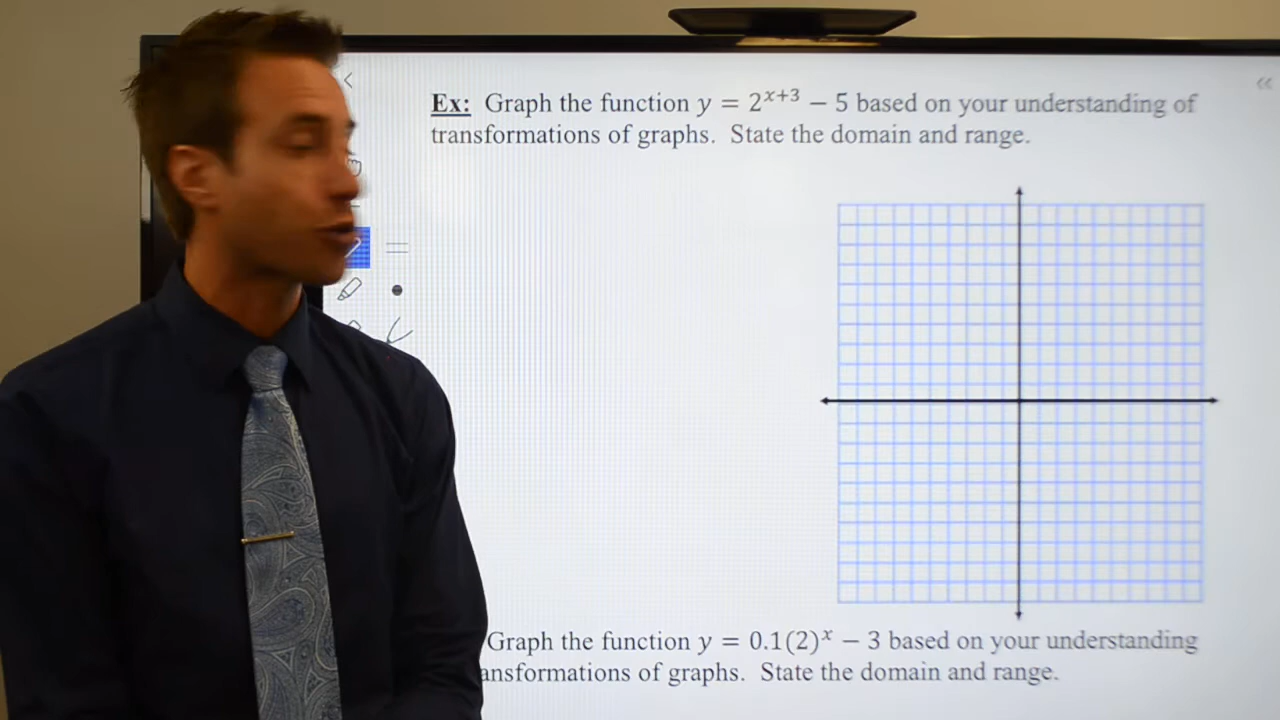 Ex: Graph the function y = 2^{x+3} − 5 based on your understanding of
transformations of graphs. State the domain and range.
Graph the function y = 0.1(2)^x − 3 based on your understanding
ansformations of graphs. State the domain and range.